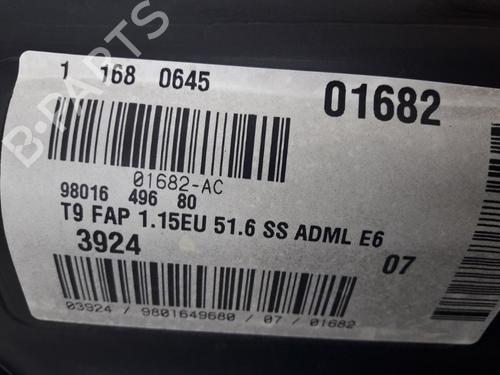 1 168 0645
01682
01682-AC
98016 496 80
T9 FAP 1.15EU 51.6 SS ADML E6
3924
07
03924 / 9801649680 / 07 / 01682
B-PARTS